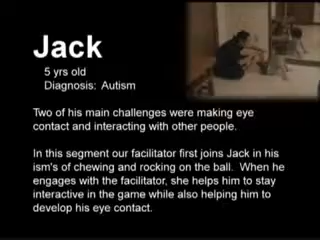 Jack
5 yrs old
Diagnosis: Autism
Two of his main challenges were making eye
contact and interacting with other people.
In this segment our facilitator first joins Jack in his
ism's of chewing and rocking on the ball. When he
engages with the facilitator, she helps him to stay
interactive in the game while also helping him to
develop his eye contact.